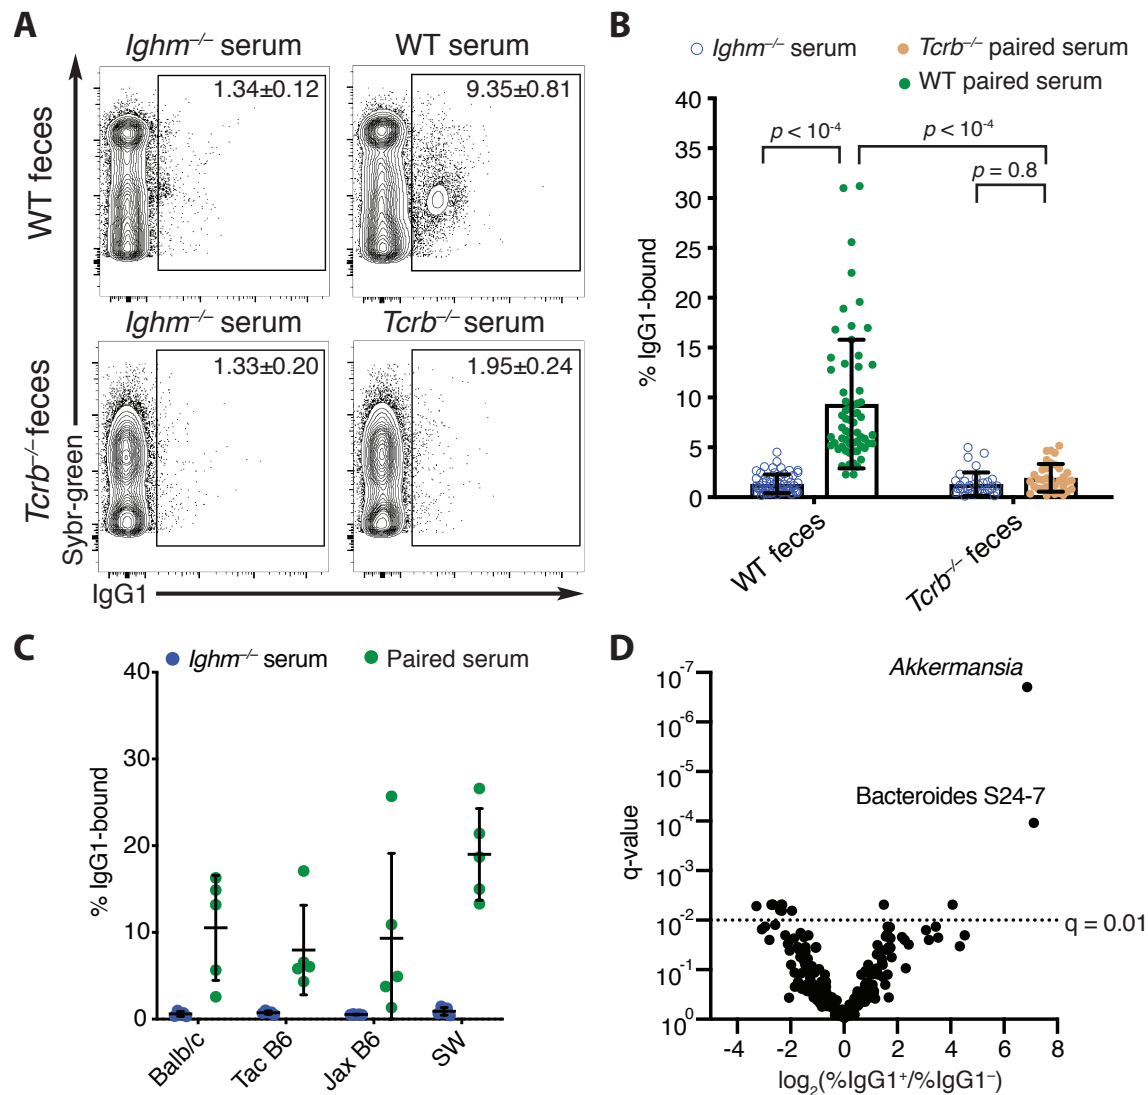 A
Ighm–/– serum
WT serum
WT feces
1.34±0.12
9.35±0.81
Ighm–/– serum
Tcrb–/– serum
Tcrb–/– feces
1.33±0.20
1.95±0.24
Sybr-green
IgG1
B
Ighm–/– serum
Tcrb–/– paired serum
WT paired serum
% IgG1-bound
40
35
30
25
20
15
10
5
0
p < 10-4
p < 10-4
p = 0.8
WT feces
Tcrb–/– feces
C
Ighm–/– serum
Paired serum
% IgG1-bound
40
30
20
10
0
Balb/c
Tac B6
Jax B6
SW
D
q-value
10-7
10-6
10-5
10-4
10-3
10-2
10-1
100
Akkermansia
Bacteroides S24-7
q = 0.01
-4 -2 0 2 4 6 8
log2(%IgG1+/%IgG1–)